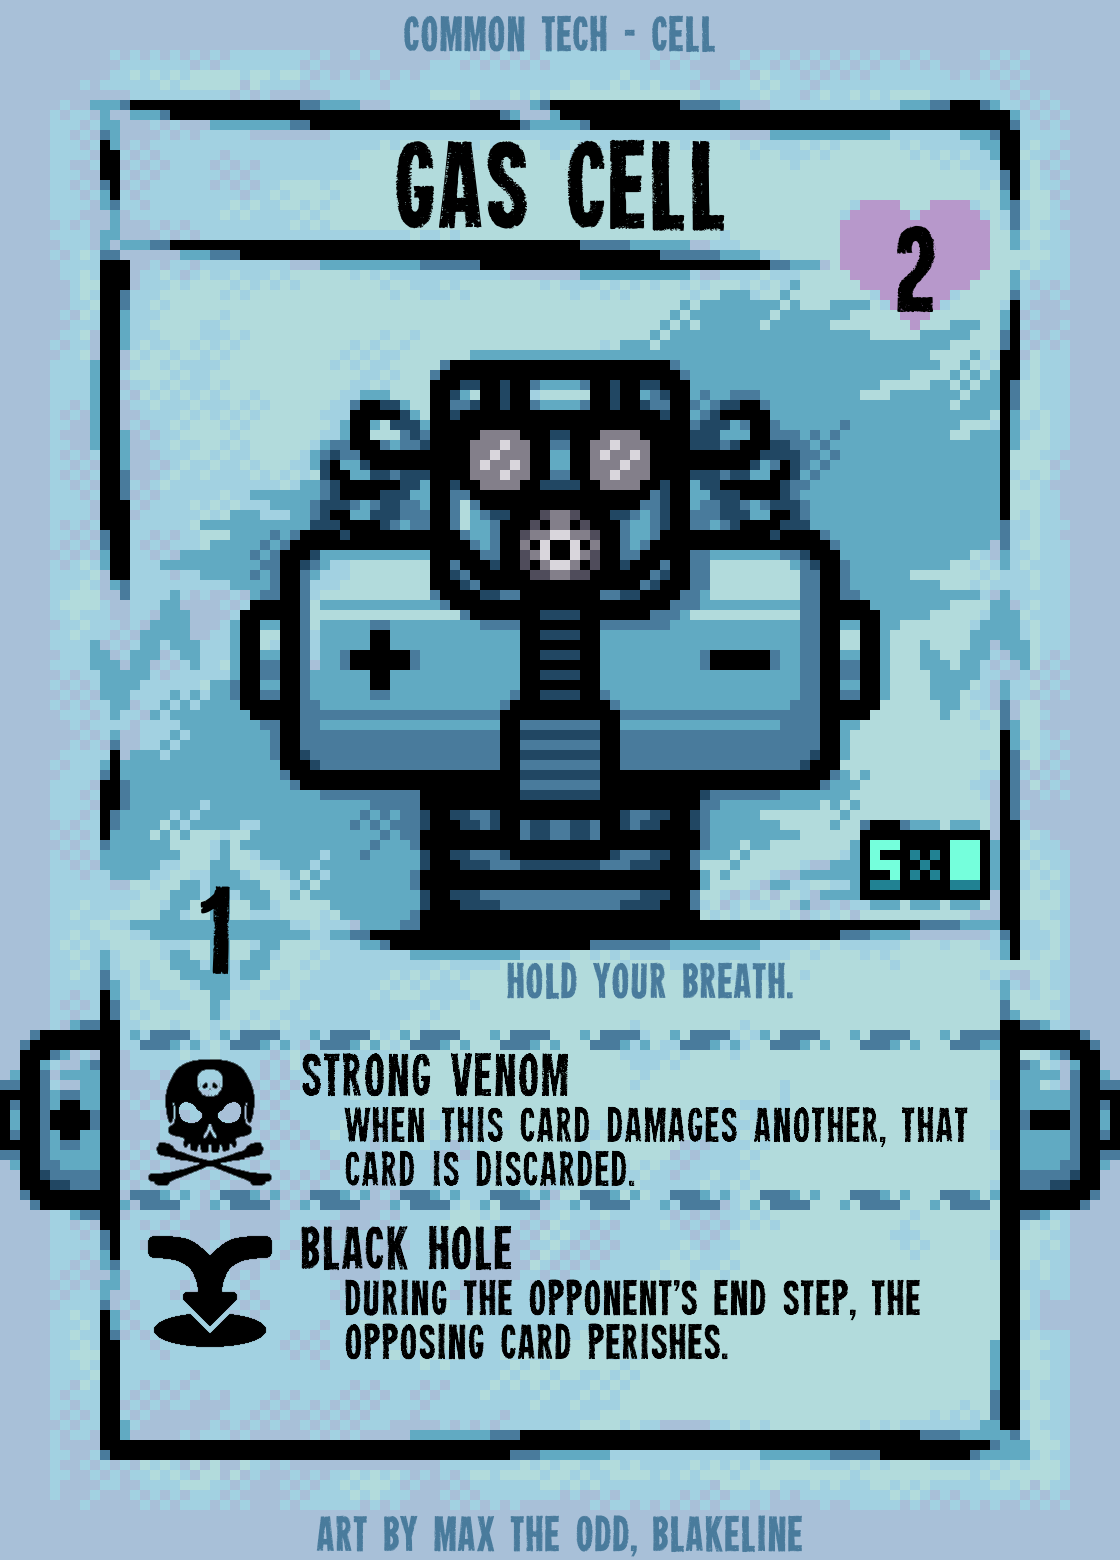 COMMON TECH - CELL
GAS CELL
2
+ -
5x
1
HOLD YOUR BREATH.
STRONG VENOM
WHEN THIS CARD DAMAGES ANOTHER, THAT
CARD IS DISCARDED.
+ -
BLACK HOLE
DURING THE OPPONENT'S END STEP, THE
OPPOSING CARD PERISHES.
ART BY MAX THE ODD, BLAKELINE